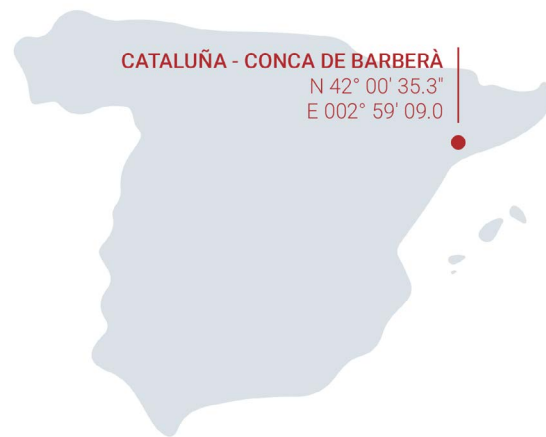 CATALUÑA - CONCA DE BARBERÀ
N 42° 00' 35.3"
E 002° 59' 09.0